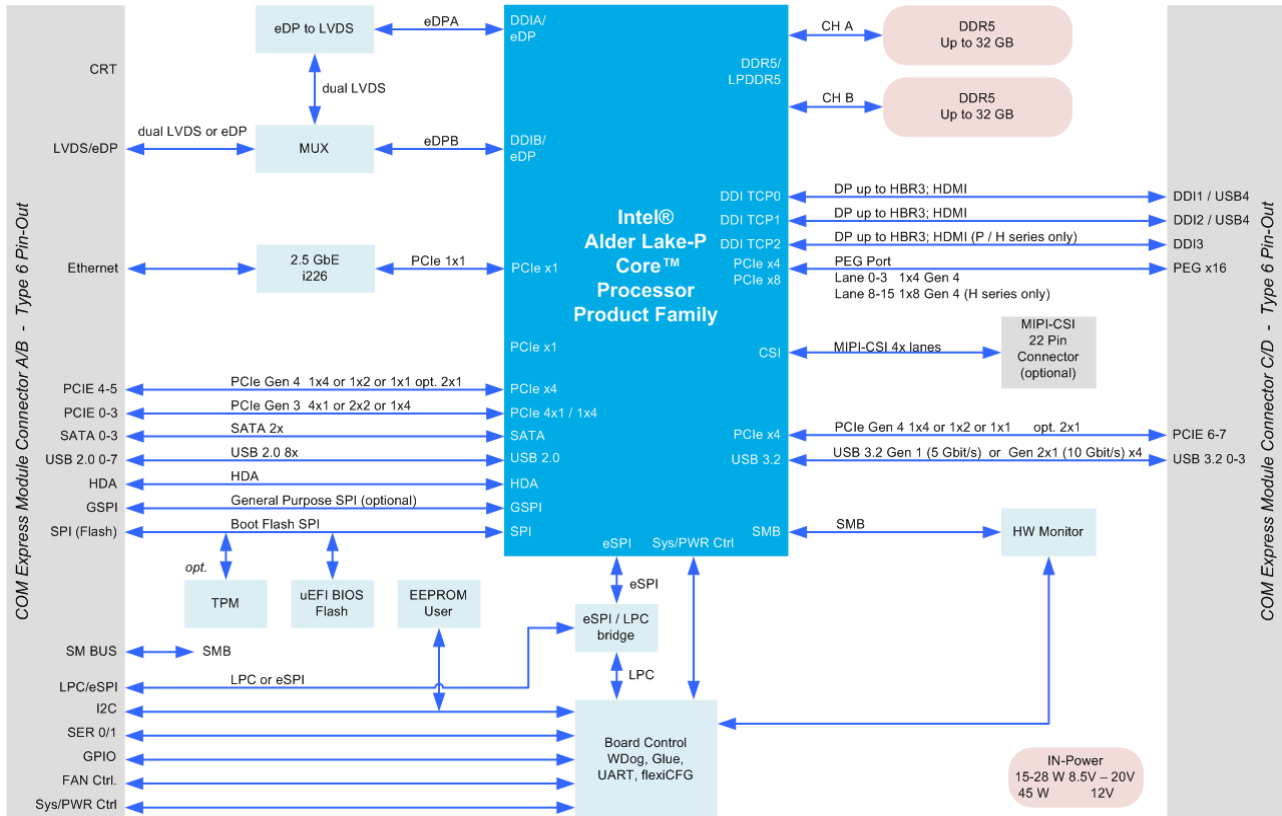 COM Express Module Connector A/B - Type 6 Pin-Out
CRT
LVDS/eDP
Ethernet
PCIE 4-5
PCIE 0-3
SATA 0-3
USB 2.0 0-7
HDA
GSPI
SPI (Flash)
SM BUS
LPC/eSPI
I2C
SER 0/1
GPIO
FAN Ctrl.
Sys/PWR Ctrl
eDP to LVDS
eDPA
dual LVDS
dual LVDS or eDP
MUX
eDPB
2.5 GbE
i226
PCIe 1x1
PCIe Gen 4 1x4 or 1x2 or 1x1 opt. 2x1
PCIe Gen 3 4x1 or 2x2 or 1x4
SATA 2x
USB 2.0 8x
HDA
General Purpose SPI (optional)
Boot Flash SPI
opt.
TPM
uEFI BIOS
Flash
EEPROM
User
SMB
LPC or eSPI
DDIA/
eDP
DDIB/
eDP
PCIe x1
PCIe x1
PCIe x4
PCIe 4x1 / 1x4
SATA
USB 2.0
HDA
GSPI
SPI
Intel®
Alder Lake-P
Core™
Processor
Product Family
DDR5/
LPDDR5
DDI TCP0
DDI TCP1
DDI TCP2
PCIe x4
PCIe x8
CSI
PCIe x4
USB 3.2
SMB
eSPI
Sys/PWR Ctrl
eSPI
eSPI / LPC
bridge
LPC
Board Control
WDog, Glue,
UART, flexiCFG
CH A
DDR5
Up to 32 GB
CH B
DDR5
Up to 32 GB
DP up to HBR3; HDMI
DP up to HBR3; HDMI
DP up to HBR3; HDMI (P / H series only)
PEG Port
Lane 0-3 1x4 Gen 4
Lane 8-15 1x8 Gen 4 (H series only)
MIPI-CSI 4x lanes
MIPI-CSI
22 Pin
Connector
(optional)
PCIe Gen 4 1x4 or 1x2 or 1x1 opt. 2x1
USB 3.2 Gen 1 (5 Gbit/s) or Gen 2x1 (10 Gbit/s) x4
SMB
HW Monitor
IN-Power
15-28 W 8.5V – 20V
45 W 12V
DDI1 / USB4
DDI2 / USB4
DDI3
PEG x16
PCIE 6-7
USB 3.2 0-3
COM Express Module Connector C/D - Type 6 Pin-Out